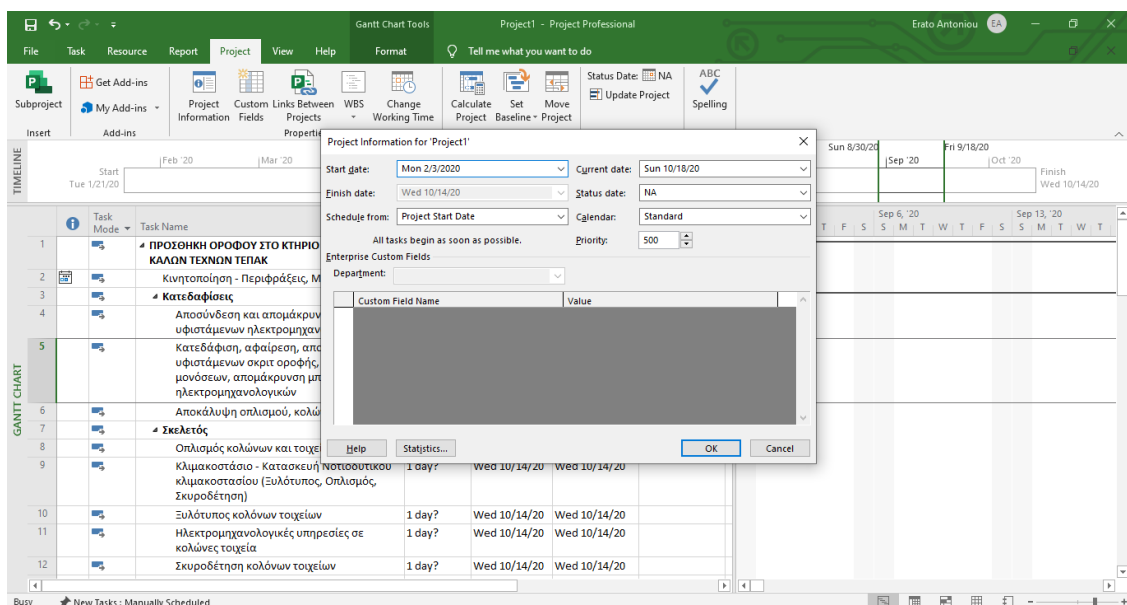 Gantt Chart Tools
Project1 - Project Professional
Erato Antoniou
EA
File Task Resource Report Project View Help Format Tell me what you want to do
Subproject
Get Add-ins
My Add-ins
Project Information
Custom Fields
Links Between Projects
WBS
Change Working Time
Calculate Project
Set Baseline
Move Project
Status Date: NA
Update Project
ABC
Spelling
Insert
Add-ins
TIMELINE
Feb '20
Mar '20
Start
Tue 1/21/20
Sun 8/30/20
Sep '20
Fri 9/18/20
Oct '20
Finish
Wed 10/14/20
Project Information for 'Project1'
Start date: Mon 2/3/2020
Current date: Sun 10/18/20
Finish date: Wed 10/14/20
Status date: NA
Schedule from: Project Start Date
Calendar: Standard
All tasks begin as soon as possible.
Priority: 500
Enterprise Custom Fields
Department:
Custom Field Name
Value
Help
Statistics...
OK
Cancel
GANTT CHART
Task Mode
Task Name
Sep 6, '20
Sep 13, '20
T F S S M T W T F S S M T W T
1 ΠΡΟΣΘΗΚΗ ΟΡΟΦΟΥ ΣΤΟ ΚΤΗΡΙΟ
ΚΑΛΩΝ ΤΕΧΝΩΝ ΤΕΠΑΚ
2 Κινητοποίηση - Περιφράξεις, Μ
3 Κατεδαφίσεις
4 Αποσύνδεση και απομάκρυν
υφιστάμενων ηλεκτρομηχαν
5 Κατεδάφιση, αφαίρεση, απο
υφιστάμενων σκριτ οροφής,
μονόσεων, απομάκρυνση μπ
ηλεκτρομηχανολογικών
6 Αποκάλυψη οπλισμού, κολώ
7 Σκελετός
8 Οπλισμός κολώνων και τοιχε
9 Κλιμακοστάσιο - Κατασκευή Νοτιοδυτικού 1 day? Wed 10/14/20 Wed 10/14/20
κλιμακοστασίου (Ξυλότυπος, Οπλισμός,
Σκυροδέτηση)
10 Ξυλότυπος κολόνων τοιχείων 1 day? Wed 10/14/20 Wed 10/14/20
11 Ηλεκτρομηχανολογικές υπηρεσίες σε 1 day? Wed 10/14/20 Wed 10/14/20
κολώνες τοιχεία
12 Σκυροδέτηση κολόνων τοιχείων 1 day? Wed 10/14/20 Wed 10/14/20
Busy
New Tasks : Manually Scheduled